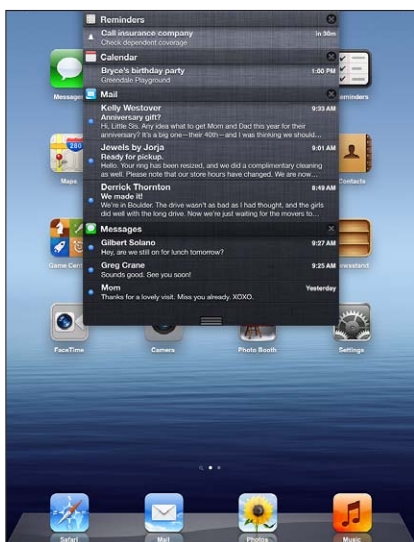 Reminders
Call insurance company in 30m
Check dependent coverage
Calendar
Bryce's birthday party 1:00 PM
Greendale Playground
Mail
Kelly Westover 9:33 AM
Anniversary gift?
Hi, Little Sis. Any idea what to get Mom and Dad this year for their
anniversary? It's a big one—their 40th—and I was thinking we should...
Jewels by Jorja 9:01 AM
Ready for pickup.
Hello. Your ring has been resized, and we did a complimentary cleaning
as well. Please note that our store hours have changed. We are now...
Derrick Thornton 8:49 AM
We made it!
We're in Boulder. The drive wasn't as bad as I had thought, and the girls
did well with the long drive. Now we're just waiting for the movers to...
Messages
Gilbert Solano 9:27 AM
Hey, are we still on for lunch tomorrow?
Greg Crane 9:25 AM
Sounds good. See you soon!
Mom Yesterday
Thanks for a lovely visit. Miss you already. XOXO.
Messages
Maps 280 Contacts
Game Cent
FaceTime Camera Photo Booth Settings
Safari Mail Photos Music